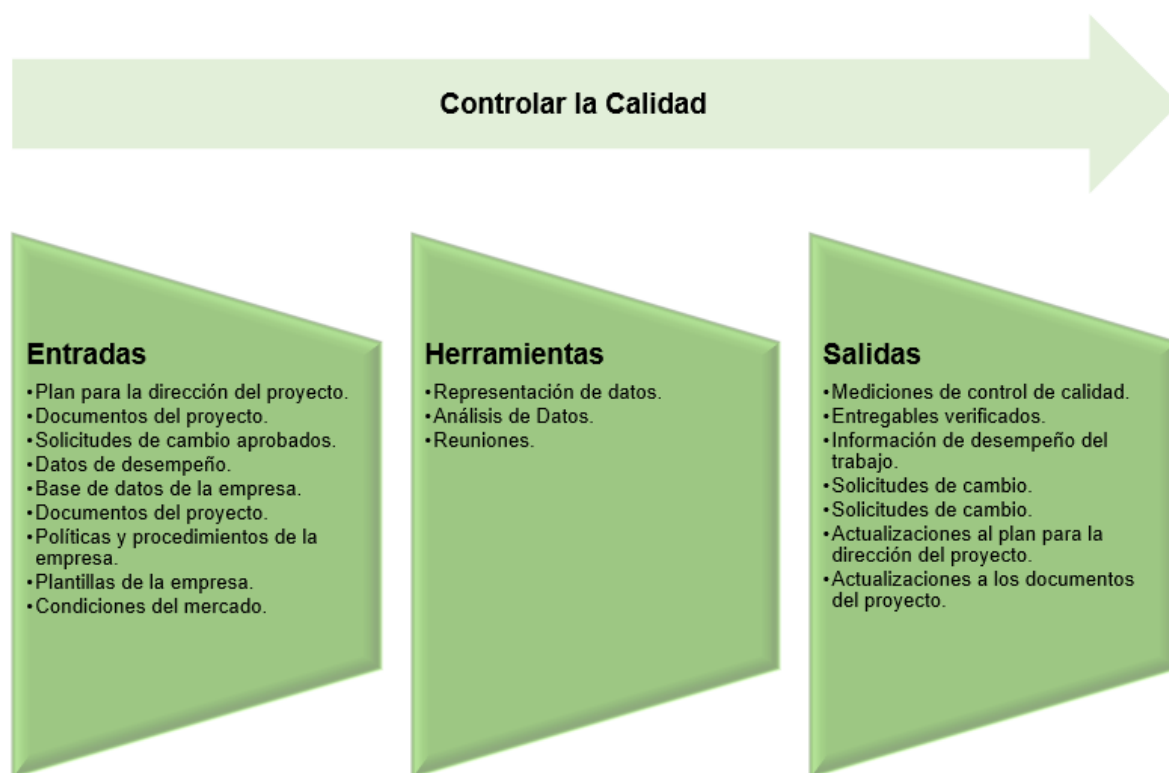 Controlar la Calidad
Entradas
•Plan para la dirección del proyecto.
•Documentos del proyecto.
•Solicitudes de cambio aprobados.
•Datos de desempeño.
•Base de datos de la empresa.
•Documentos del proyecto.
•Políticas y procedimientos de la
empresa.
•Plantillas de la empresa.
•Condiciones del mercado.
Herramientas
•Representación de datos.
•Análisis de Datos.
•Reuniones.
Salidas
•Mediciones de control de calidad.
•Entregables verificados.
•Información de desempeño del
trabajo.
•Solicitudes de cambio.
•Solicitudes de cambio.
•Actualizaciones al plan para la
dirección del proyecto.
•Actualizaciones a los documentos
del proyecto.